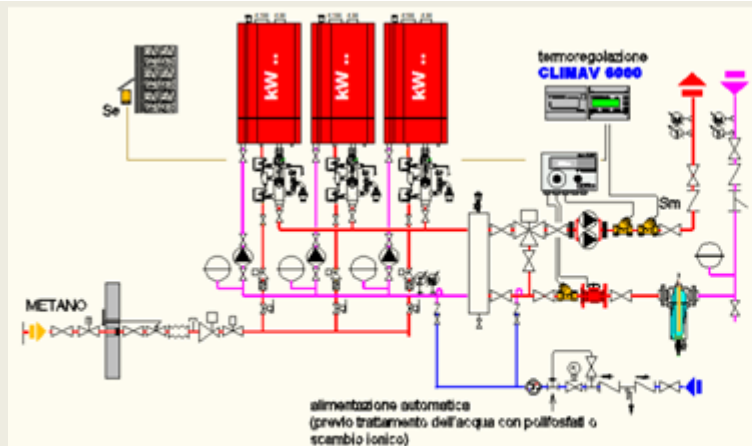 termoregolazione
CLIMAV 6000
kW ..
kW ..
kW ..
Se
Sm
METANO
alimentazione automatica
(previo trattamento dell'acqua con polifosfati o
scambio ionico)